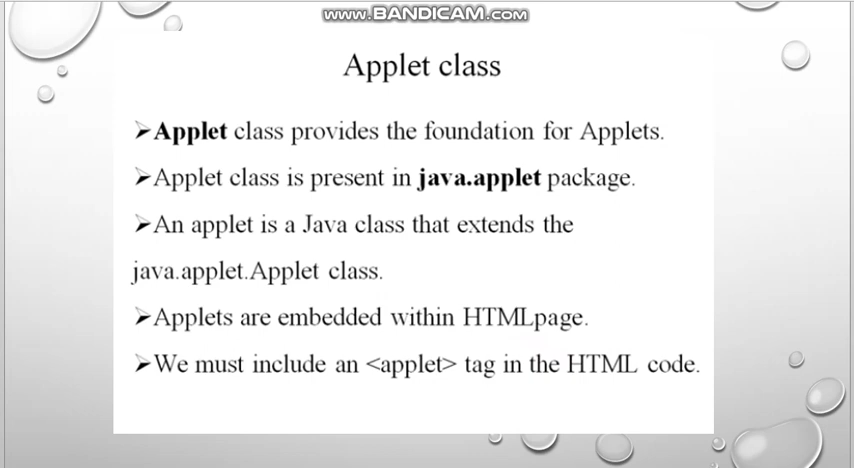 www.BANDICAM.com
Applet class
➢Applet class provides the foundation for Applets.
➢Applet class is present in java.applet package.
➢An applet is a Java class that extends the
java.applet.Applet class.
➢Applets are embedded within HTMLpage.
➢We must include an <applet> tag in the HTML code.